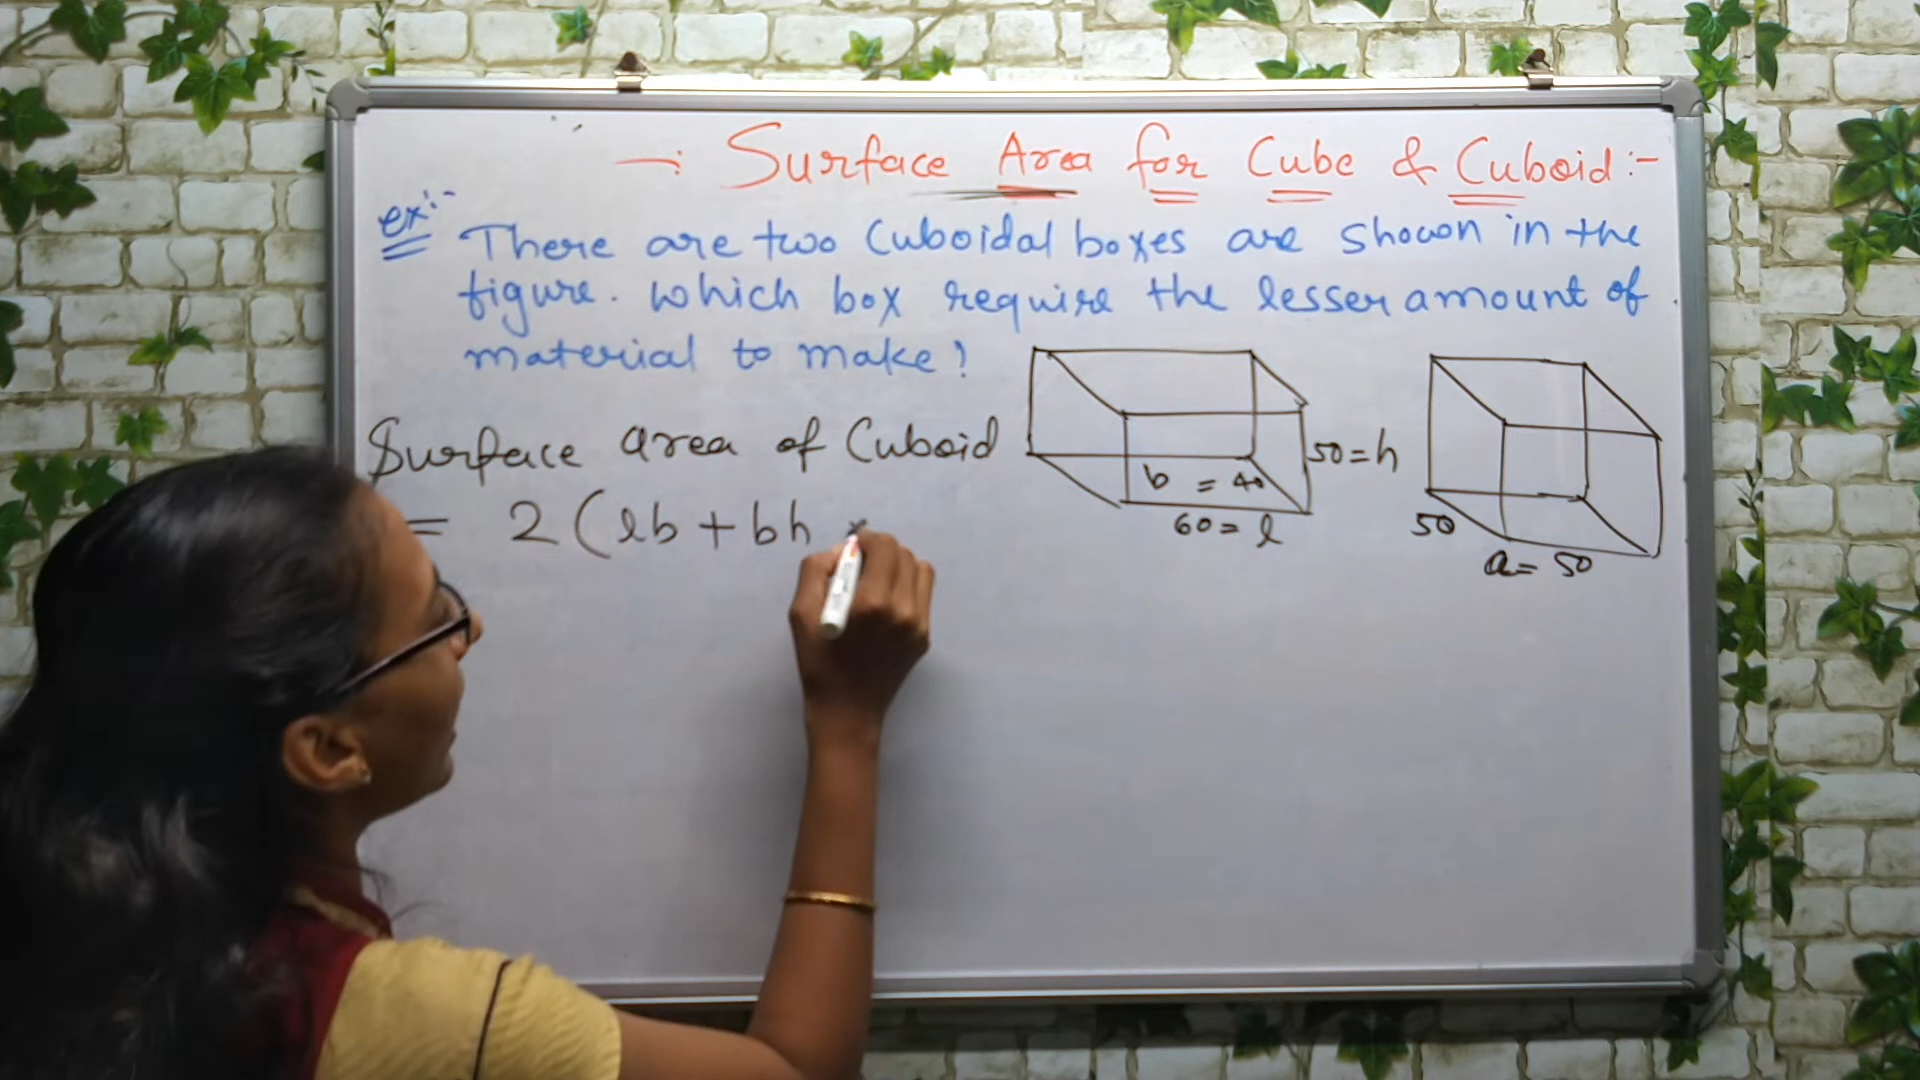 —: Surface Area for Cube & Cuboid:-
ex:-
There are two Cuboidal boxes are shown in the
figure. which box require the lesser amount of
material to make?
Surface area of Cuboid
= 2(lb + bh +
b = 40
50=h
60= l
50
a= 50